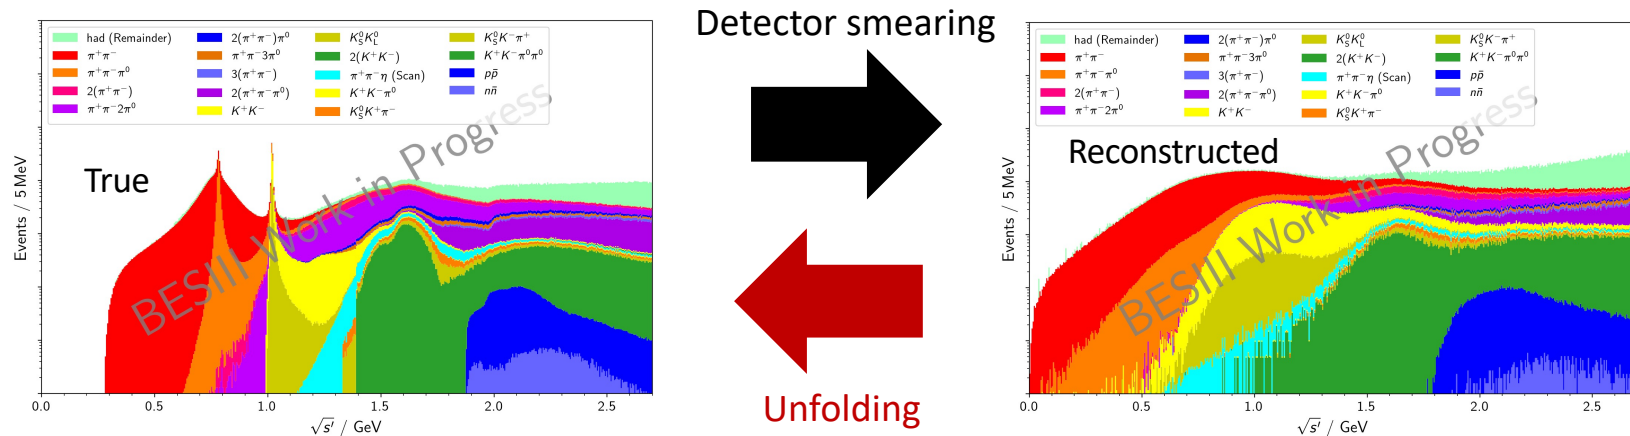 Detector smearing
had (Remainder)
π⁺π⁻
π⁺π⁻π⁰
2(π⁺π⁻)
π⁺π⁻2π⁰
2(π⁺π⁻)π⁰
π⁺π⁻3π⁰
3(π⁺π⁻)
2(π⁺π⁻π⁰)
K⁺K⁻
K⁰_S K⁰_L
2(K⁺K⁻)
π⁺π⁻η (Scan)
K⁺K⁻π⁰
K⁰_S K⁺π⁻
K⁰_S K⁻π⁺
K⁺K⁻π⁰π⁰
pp̄
nn̄
True
BESIII Work in Progress
Events / 5 MeV
0.0 0.5 1.0 1.5 2.0 2.5
√s′ / GeV
Unfolding
had (Remainder)
π⁺π⁻
π⁺π⁻π⁰
2(π⁺π⁻)
π⁺π⁻2π⁰
2(π⁺π⁻)π⁰
π⁺π⁻3π⁰
3(π⁺π⁻)
2(π⁺π⁻π⁰)
K⁺K⁻
K⁰_S K⁰_L
2(K⁺K⁻)
π⁺π⁻η (Scan)
K⁺K⁻π⁰
K⁰_S K⁺π⁻
K⁰_S K⁻π⁺
K⁺K⁻π⁰π⁰
pp̄
nn̄
Reconstructed
BESIII Work in Progress
Events / 5 MeV
0.0 0.5 1.0 1.5 2.0 2.5
√s′ / GeV